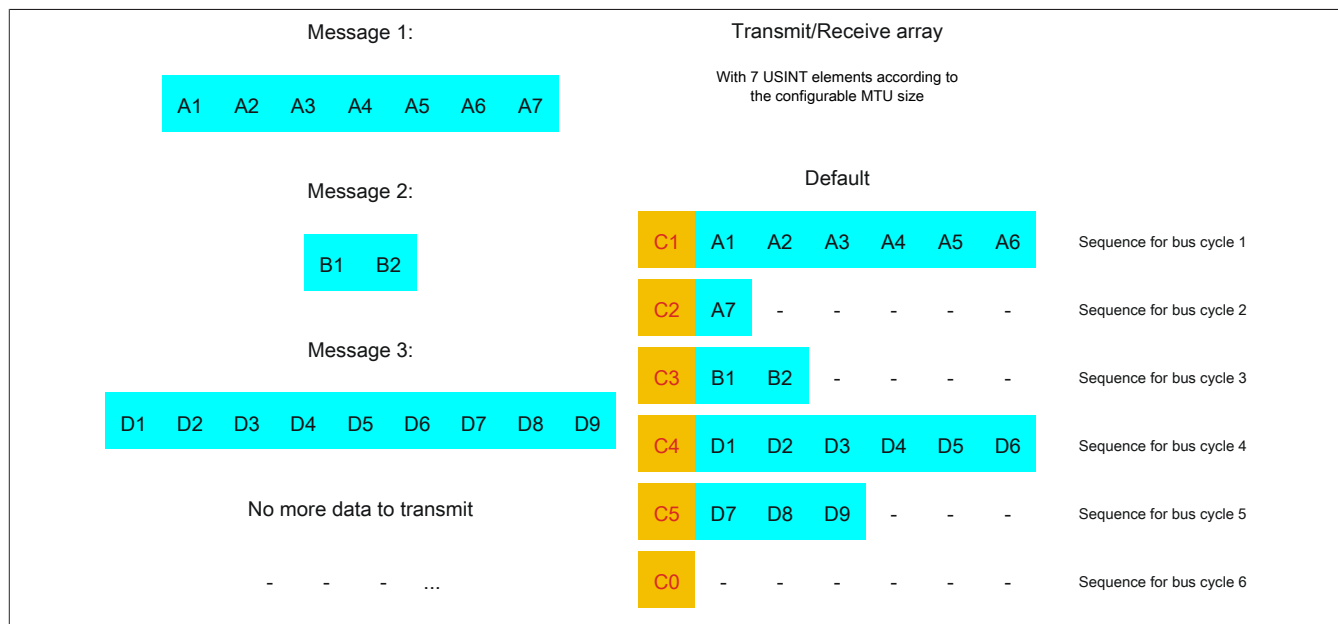 Message 1:
A1 A2 A3 A4 A5 A6 A7
Message 2:
B1 B2
Message 3:
D1 D2 D3 D4 D5 D6 D7 D8 D9
No more data to transmit
- - - ...
Transmit/Receive array
With 7 USINT elements according to
the configurable MTU size
Default
C1 A1 A2 A3 A4 A5 A6 Sequence for bus cycle 1
C2 A7 - - - - - Sequence for bus cycle 2
C3 B1 B2 - - - - Sequence for bus cycle 3
C4 D1 D2 D3 D4 D5 D6 Sequence for bus cycle 4
C5 D7 D8 D9 - - - Sequence for bus cycle 5
C0 - - - - - - Sequence for bus cycle 6